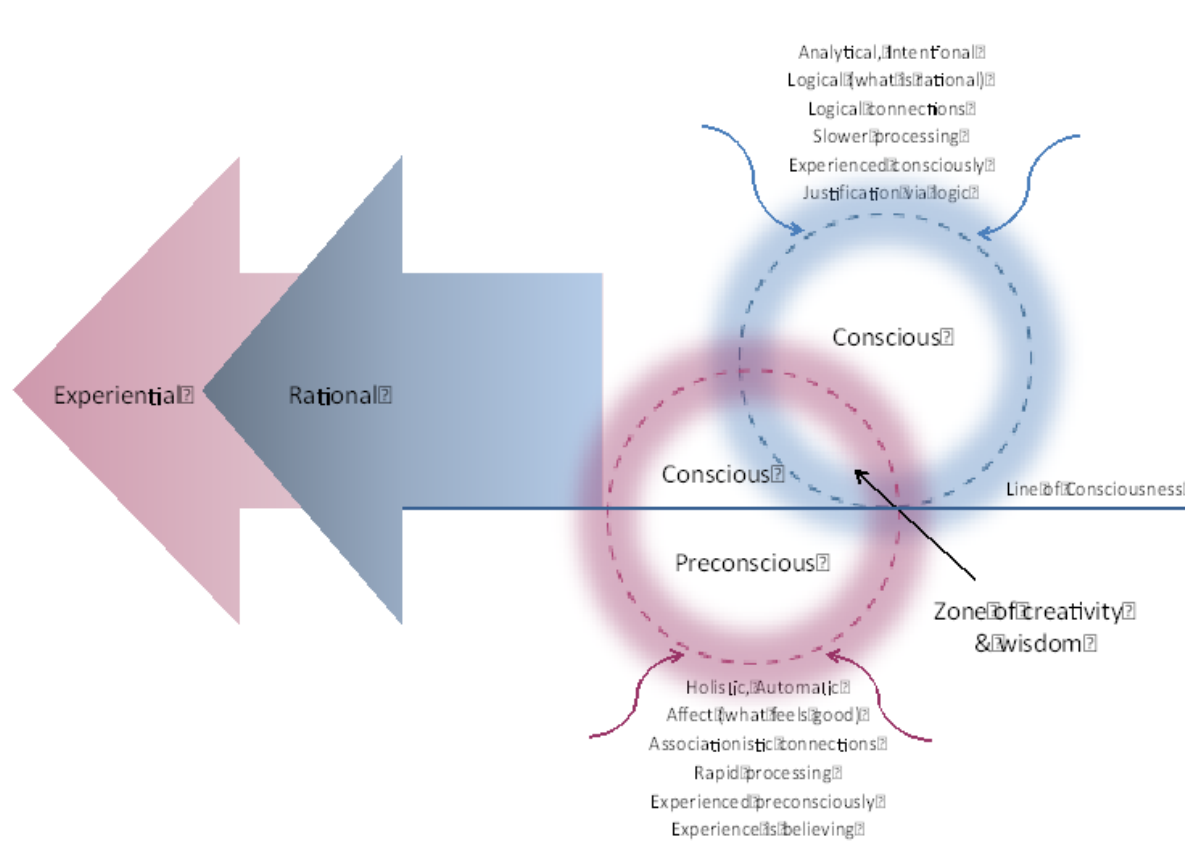 Analytical, Intentional
Logical (what is rational)
Logical connections
Slower processing
Experienced consciously
Justification via logic
Conscious
Experiential
Rational
Conscious
Line of Consciousness
Preconscious
Zone of creativity
& wisdom
Holistic, Automatic
Affect (what feels good)
Associationistic connections
Rapid processing
Experienced preconsciously
Experience is believing